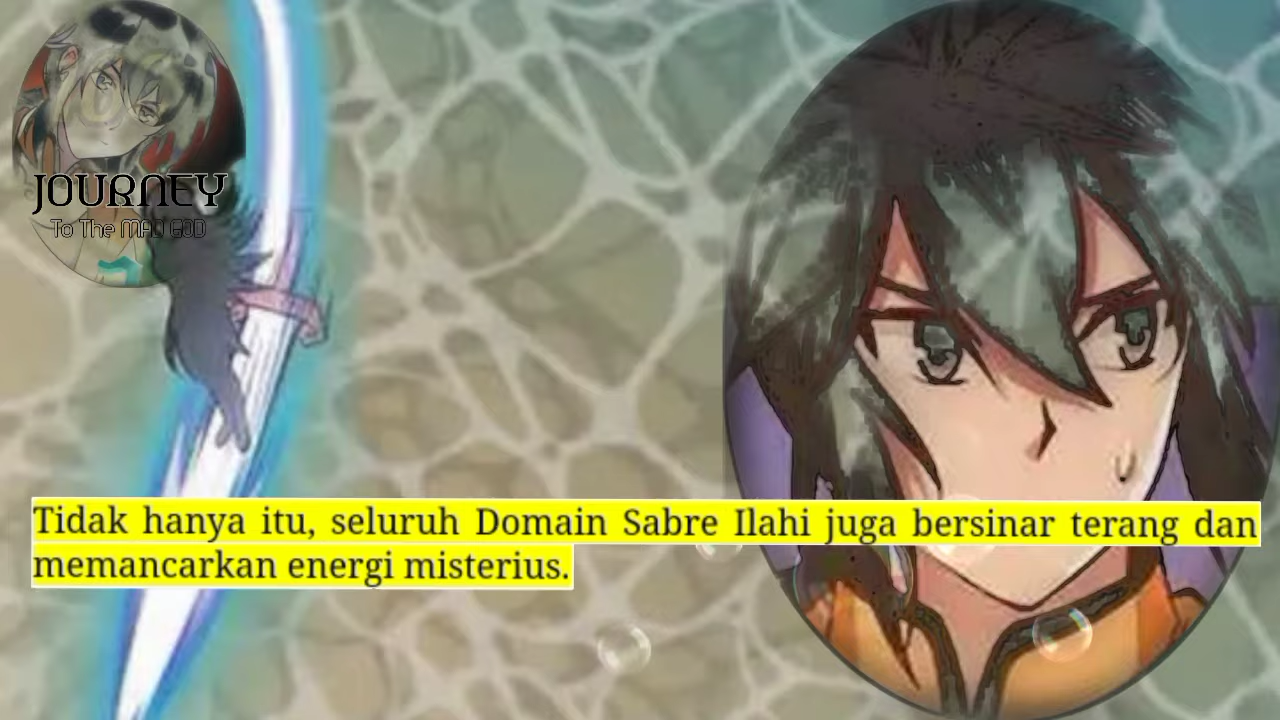 JOURNEY
To The MAD GOD
Tidak hanya itu, seluruh Domain Sabre Ilahi juga bersinar terang dan
memancarkan energi misterius.